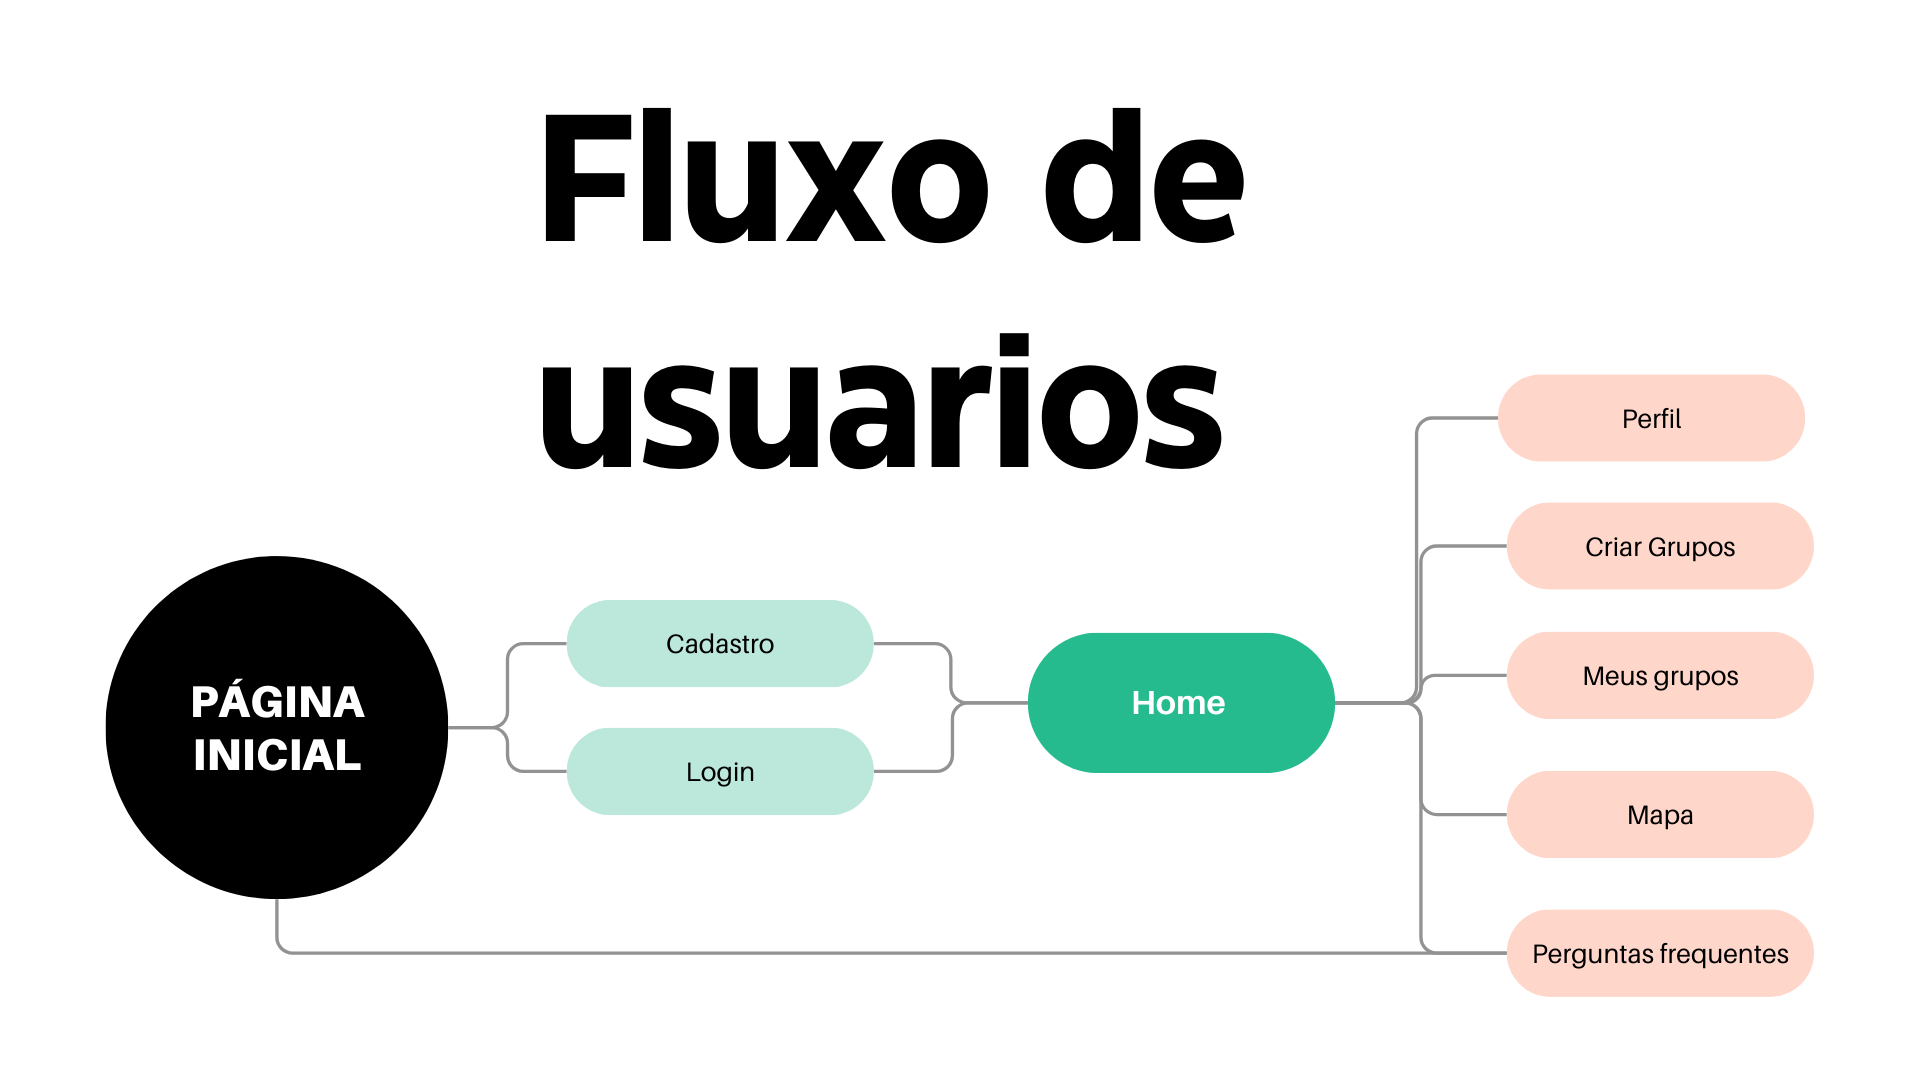 Fluxo de
usuarios
PÁGINA
INICIAL
Cadastro
Login
Home
Perfil
Criar Grupos
Meus grupos
Mapa
Perguntas frequentes